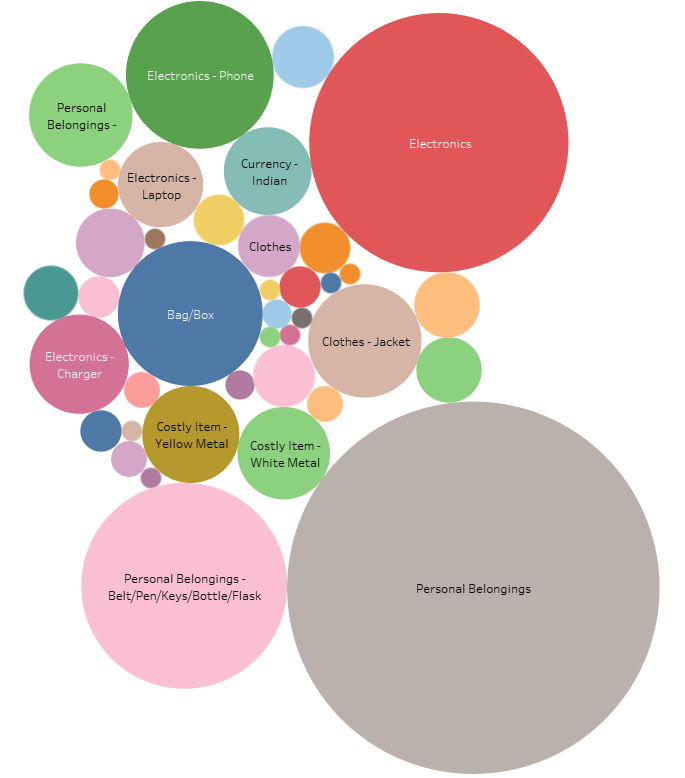 Electronics - Phone
Personal
Belongings -
Electronics
Currency -
Indian
Electronics -
Laptop
Clothes
Bag/Box
Clothes - Jacket
Electronics -
Charger
Costly Item -
Yellow Metal
Costly Item -
White Metal
Personal Belongings -
Belt/Pen/Keys/Bottle/Flask
Personal Belongings